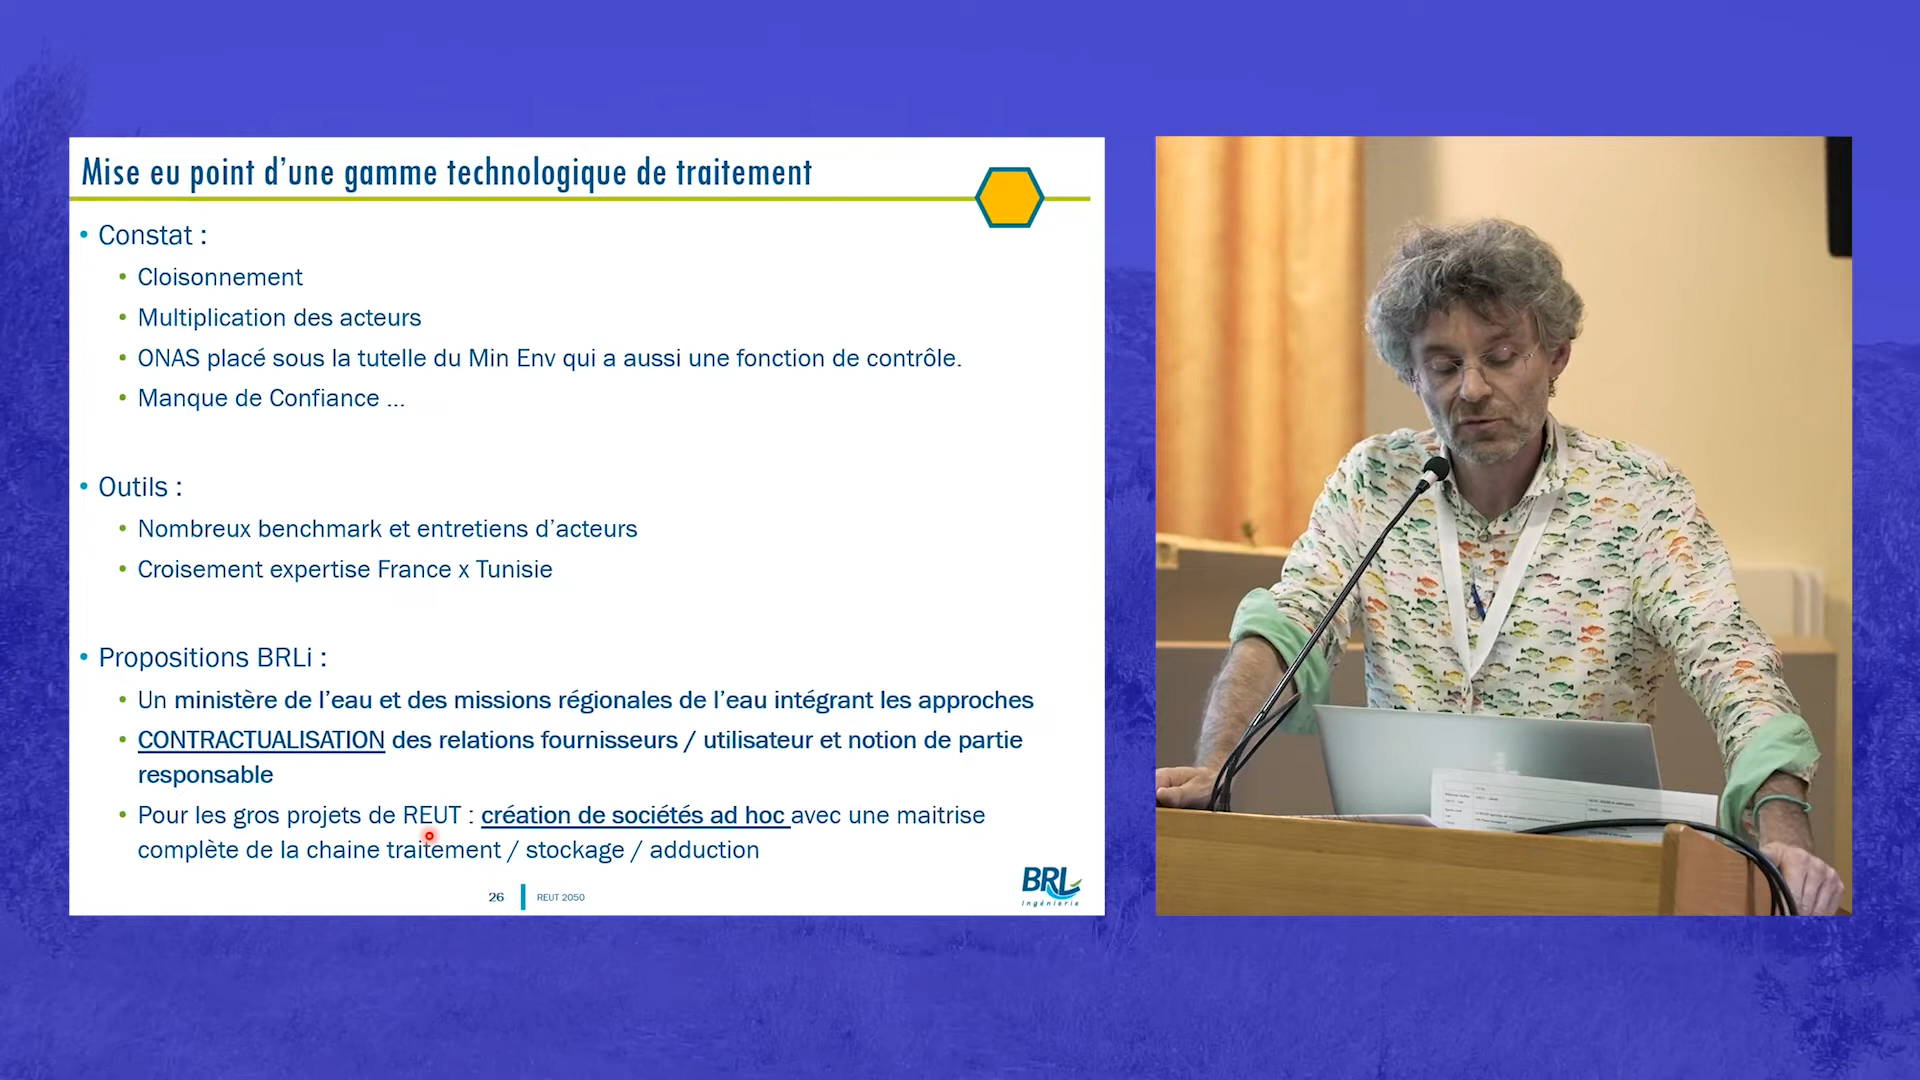 Mise eu point d’une gamme technologique de traitement
• Constat :
• Cloisonnement
• Multiplication des acteurs
• ONAS placé sous la tutelle du Min Env qui a aussi une fonction de contrôle.
• Manque de Confiance ...
• Outils :
• Nombreux benchmark et entretiens d’acteurs
• Croisement expertise France x Tunisie
• Propositions BRLi :
• Un ministère de l’eau et des missions régionales de l’eau intégrant les approches
• CONTRACTUALISATION des relations fournisseurs / utilisateur et notion de partie
responsable
• Pour les gros projets de REUT : création de sociétés ad hoc avec une maitrise
complète de la chaine traitement / stockage / adduction
26
REUT 2050
BRL
Ingénierie